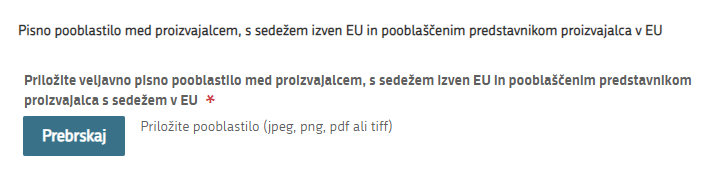 Pisno pooblastilo med proizvajalcem, s sedežem izven EU in pooblaščenim predstavnikom proizvajalca v EU
Priložite veljavno pisno pooblastilo med proizvajalcem, s sedežem izven EU in pooblaščenim predstavnikom
proizvajalca s sedežem v EU *
Prebrskaj
Priložite pooblastilo (jpeg, png, pdf ali tiff)